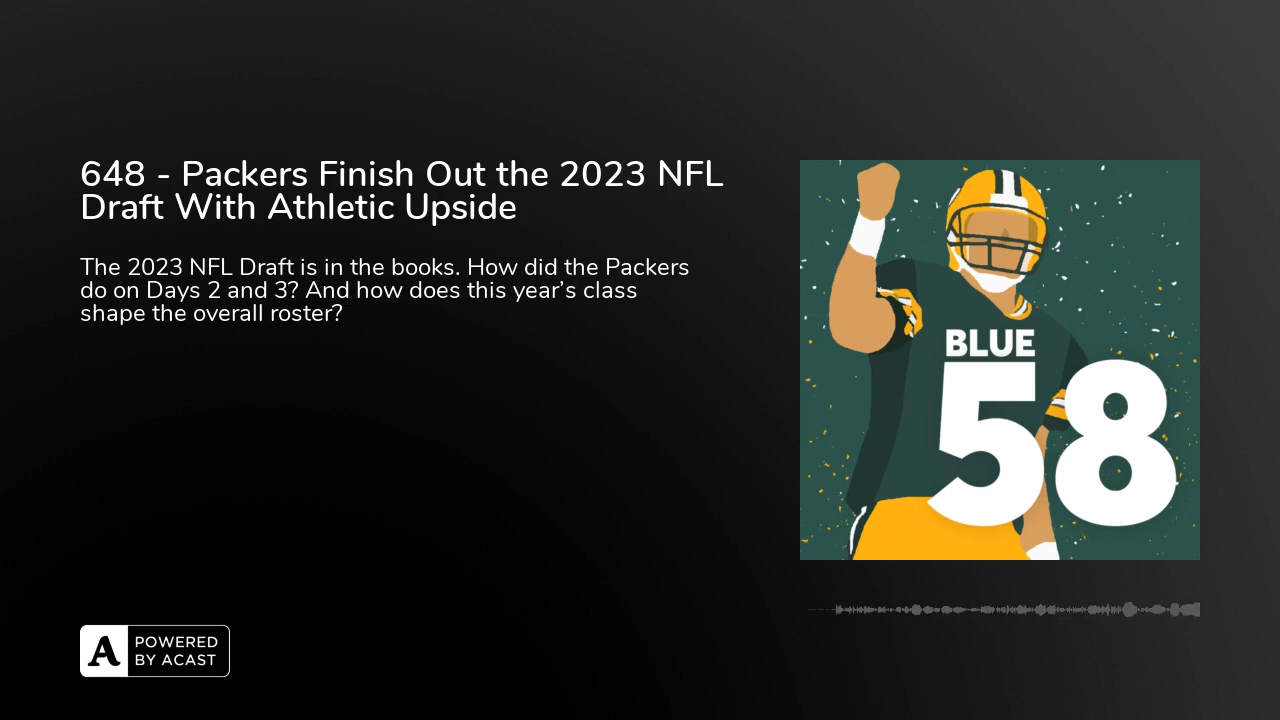 648 - Packers Finish Out the 2023 NFL
Draft With Athletic Upside
The 2023 NFL Draft is in the books. How did the Packers
do on Days 2 and 3? And how does this year’s class
shape the overall roster?
BLUE
58
A
POWERED
BY ACAST